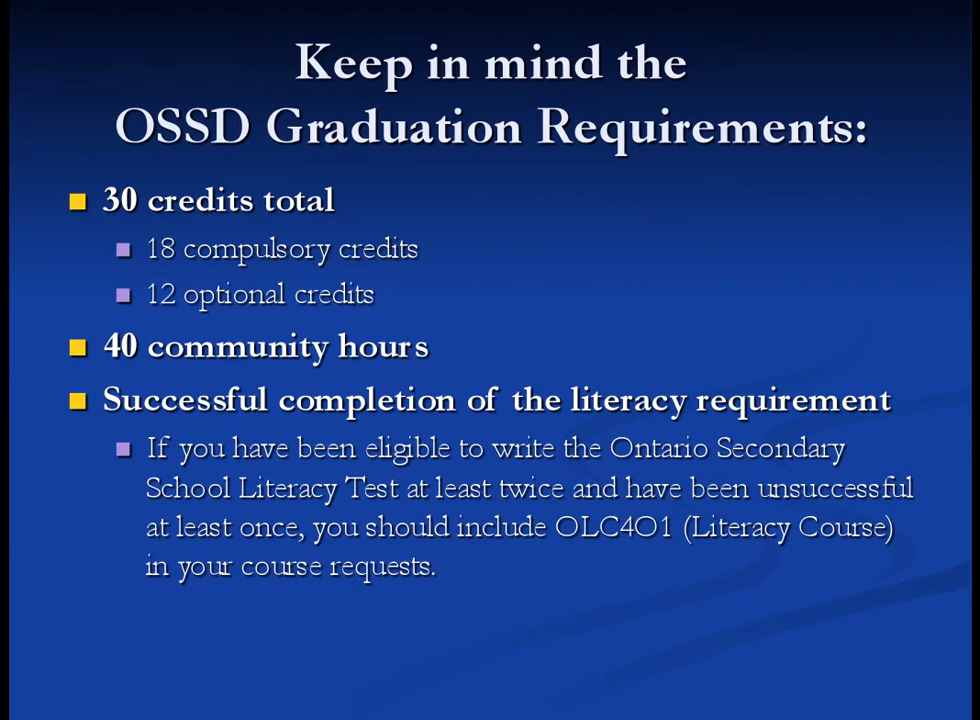 Keep in mind the
OSSD Graduation Requirements:
30 credits total
18 compulsory credits
12 optional credits
40 community hours
Successful completion of the literacy requirement
If you have been eligible to write the Ontario Secondary
School Literacy Test at least twice and have been unsuccessful
at least once, you should include OLC4O1 (Literacy Course)
in your course requests.